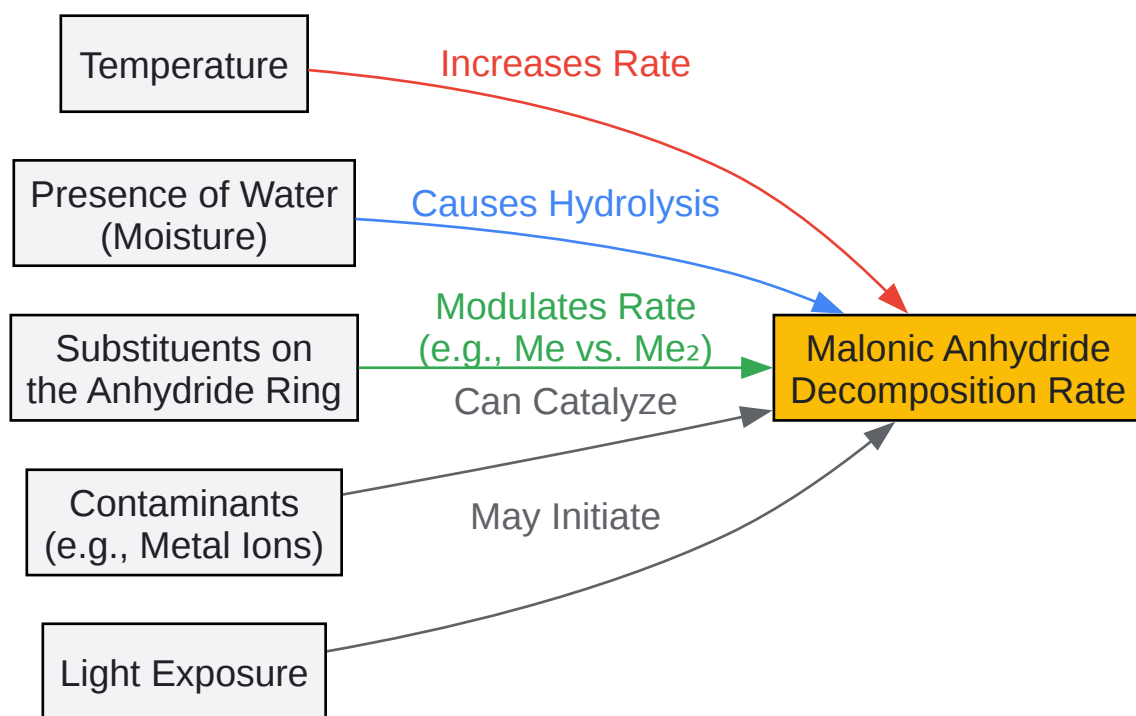 Temperature
Increases Rate
Presence of Water
(Moisture)
Causes Hydrolysis
Substituents on
the Anhydride Ring
Modulates Rate
(e.g., Me vs. Me₂)
Malonic Anhydride
Decomposition Rate
Can Catalyze
Contaminants
(e.g., Metal Ions)
May Initiate
Light Exposure